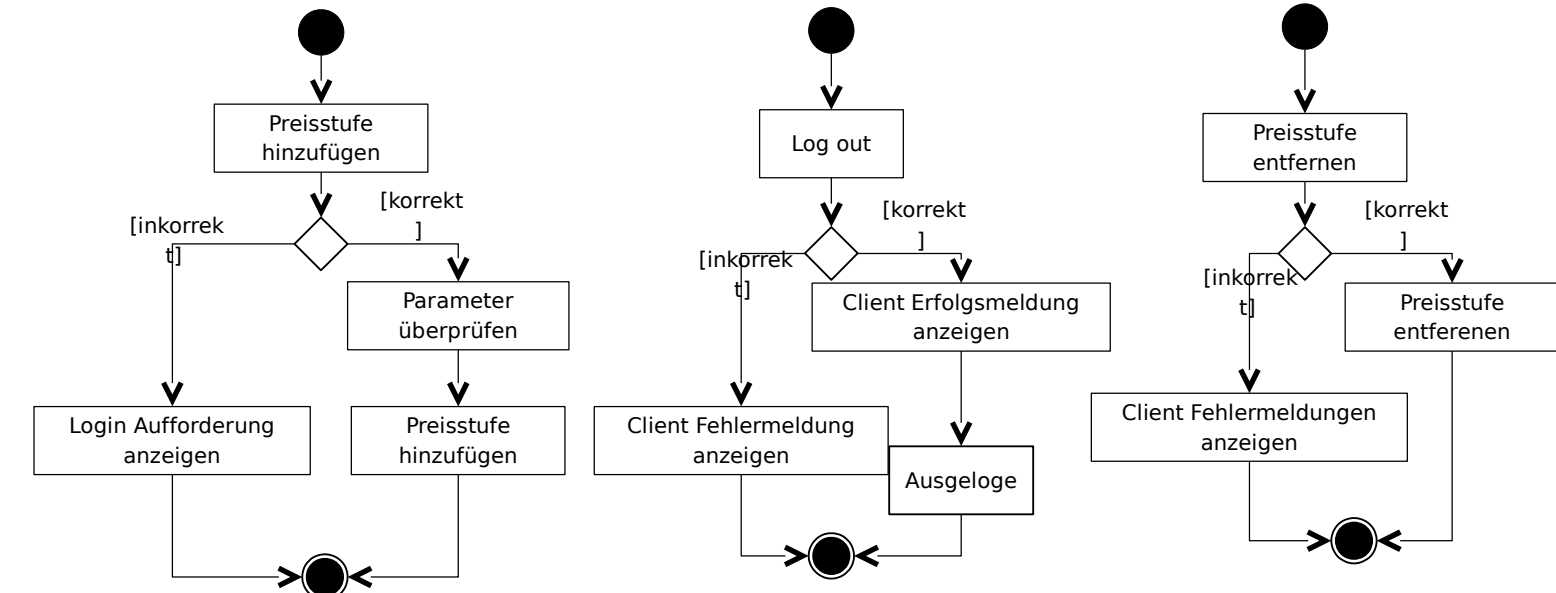 Preisstufe
hinzufügen
[inkorrek
t]
[korrekt
]
Parameter
überprüfen
Login Aufforderung
anzeigen
Preisstufe
hinzufügen
Log out
[inkorrek
t]
[korrekt
]
Client Erfolgsmeldung
anzeigen
Client Fehlermeldung
anzeigen
Ausgeloge
Preisstufe
entfernen
[inkorrek
t]
[korrekt
]
Preisstufe
entferenen
Client Fehlermeldungen
anzeigen